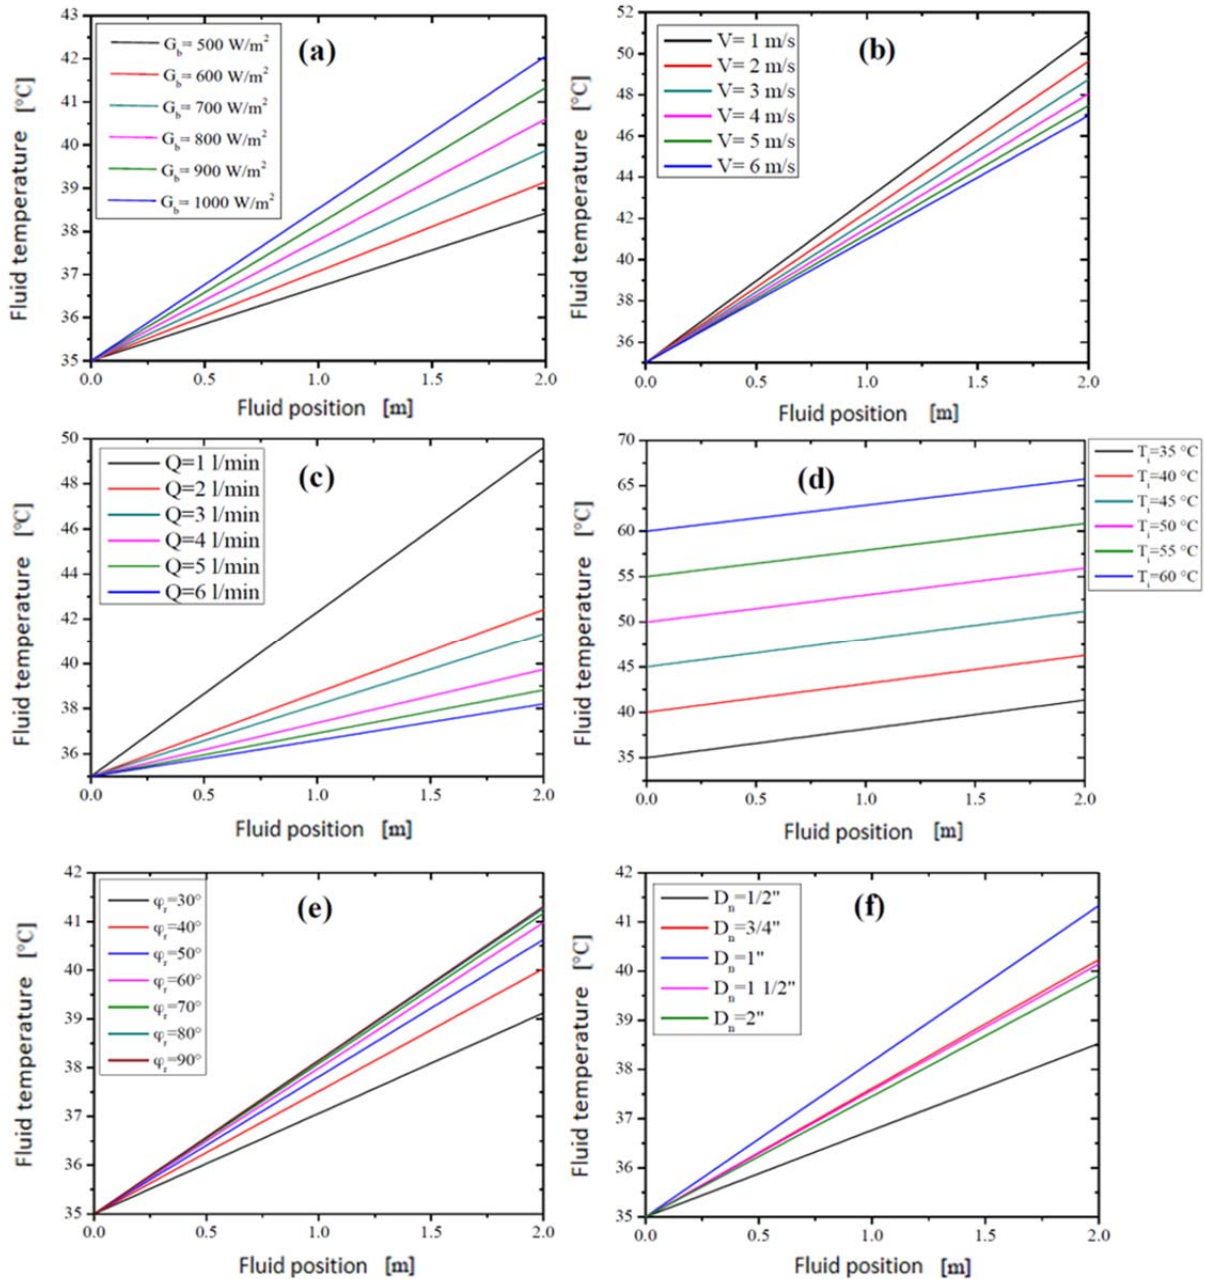 (a)
G_b= 500 W/m²
G_b= 600 W/m²
G_b= 700 W/m²
G_b= 800 W/m²
G_b= 900 W/m²
G_b= 1000 W/m²
43
42
41
40
39
38
37
36
35
0.0 0.5 1.0 1.5 2.0
Fluid temperature [°C]
Fluid position [m]
(b)
V= 1 m/s
V= 2 m/s
V= 3 m/s
V= 4 m/s
V= 5 m/s
V= 6 m/s
52
50
48
46
44
42
40
38
36
0.0 0.5 1.0 1.5 2.0
Fluid temperature [°C]
Fluid position [m]
(c)
Q=1 l/min
Q=2 l/min
Q=3 l/min
Q=4 l/min
Q=5 l/min
Q=6 l/min
50
48
46
44
42
40
38
36
0.0 0.5 1.0 1.5 2.0
Fluid temperature [°C]
Fluid position [m]
(d)
T_i=35 °C
T_i=40 °C
T_i=45 °C
T_i=50 °C
T_i=55 °C
T_i=60 °C
70
65
60
55
50
45
40
35
0.0 0.5 1.0 1.5 2.0
Fluid temperature [°C]
Fluid position [m]
(e)
φ_r=30°
φ_r=40°
φ_r=50°
φ_r=60°
φ_r=70°
φ_r=80°
φ_r=90°
42
41
40
39
38
37
36
35
0.0 0.5 1.0 1.5 2.0
Fluid temperature [°C]
Fluid position [m]
(f)
D_n=1/2"
D_n=3/4"
D_n=1"
D_n=1 1/2"
D_n=2"
42
41
40
39
38
37
36
35
0.0 0.5 1.0 1.5 2.0
Fluid temperature [°C]
Fluid position [m]